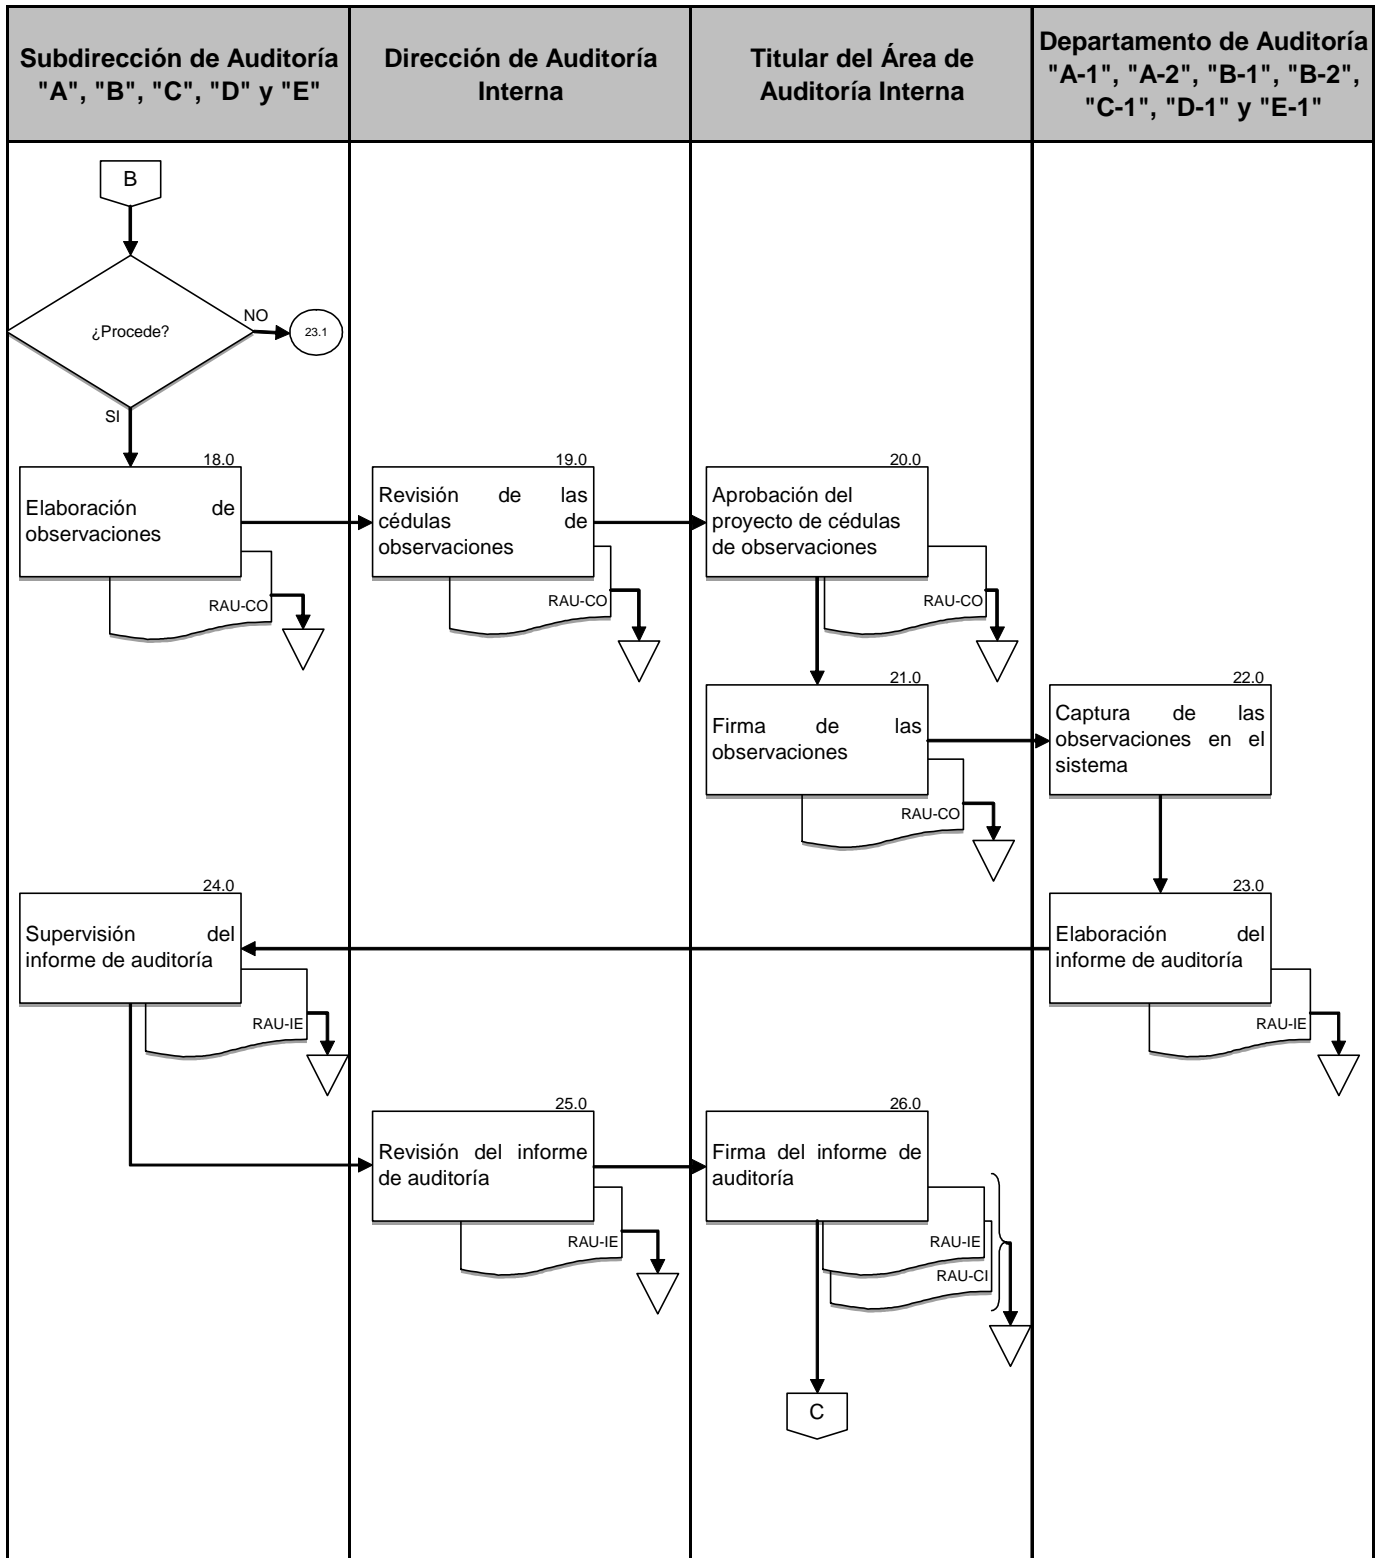 Subdirección de Auditoría
"A", "B", "C", "D" y "E"
Dirección de Auditoría
Interna
Titular del Área de
Auditoría Interna
Departamento de Auditoría
"A-1", "A-2", "B-1", "B-2",
"C-1", "D-1" y "E-1"
B
¿Procede?
NO
23.1
SI
18.0
Elaboración de
observaciones
RAU-CO
19.0
Revisión de las
cédulas de
observaciones
RAU-CO
20.0
Aprobación del
proyecto de cédulas
de observaciones
RAU-CO
21.0
Firma de las
observaciones
RAU-CO
22.0
Captura de las
observaciones en el
sistema
23.0
Elaboración del
informe de auditoría
RAU-IE
24.0
Supervisión del
informe de auditoría
RAU-IE
25.0
Revisión del informe
de auditoría
RAU-IE
26.0
Firma del informe de
auditoría
RAU-IE
RAU-CI
C